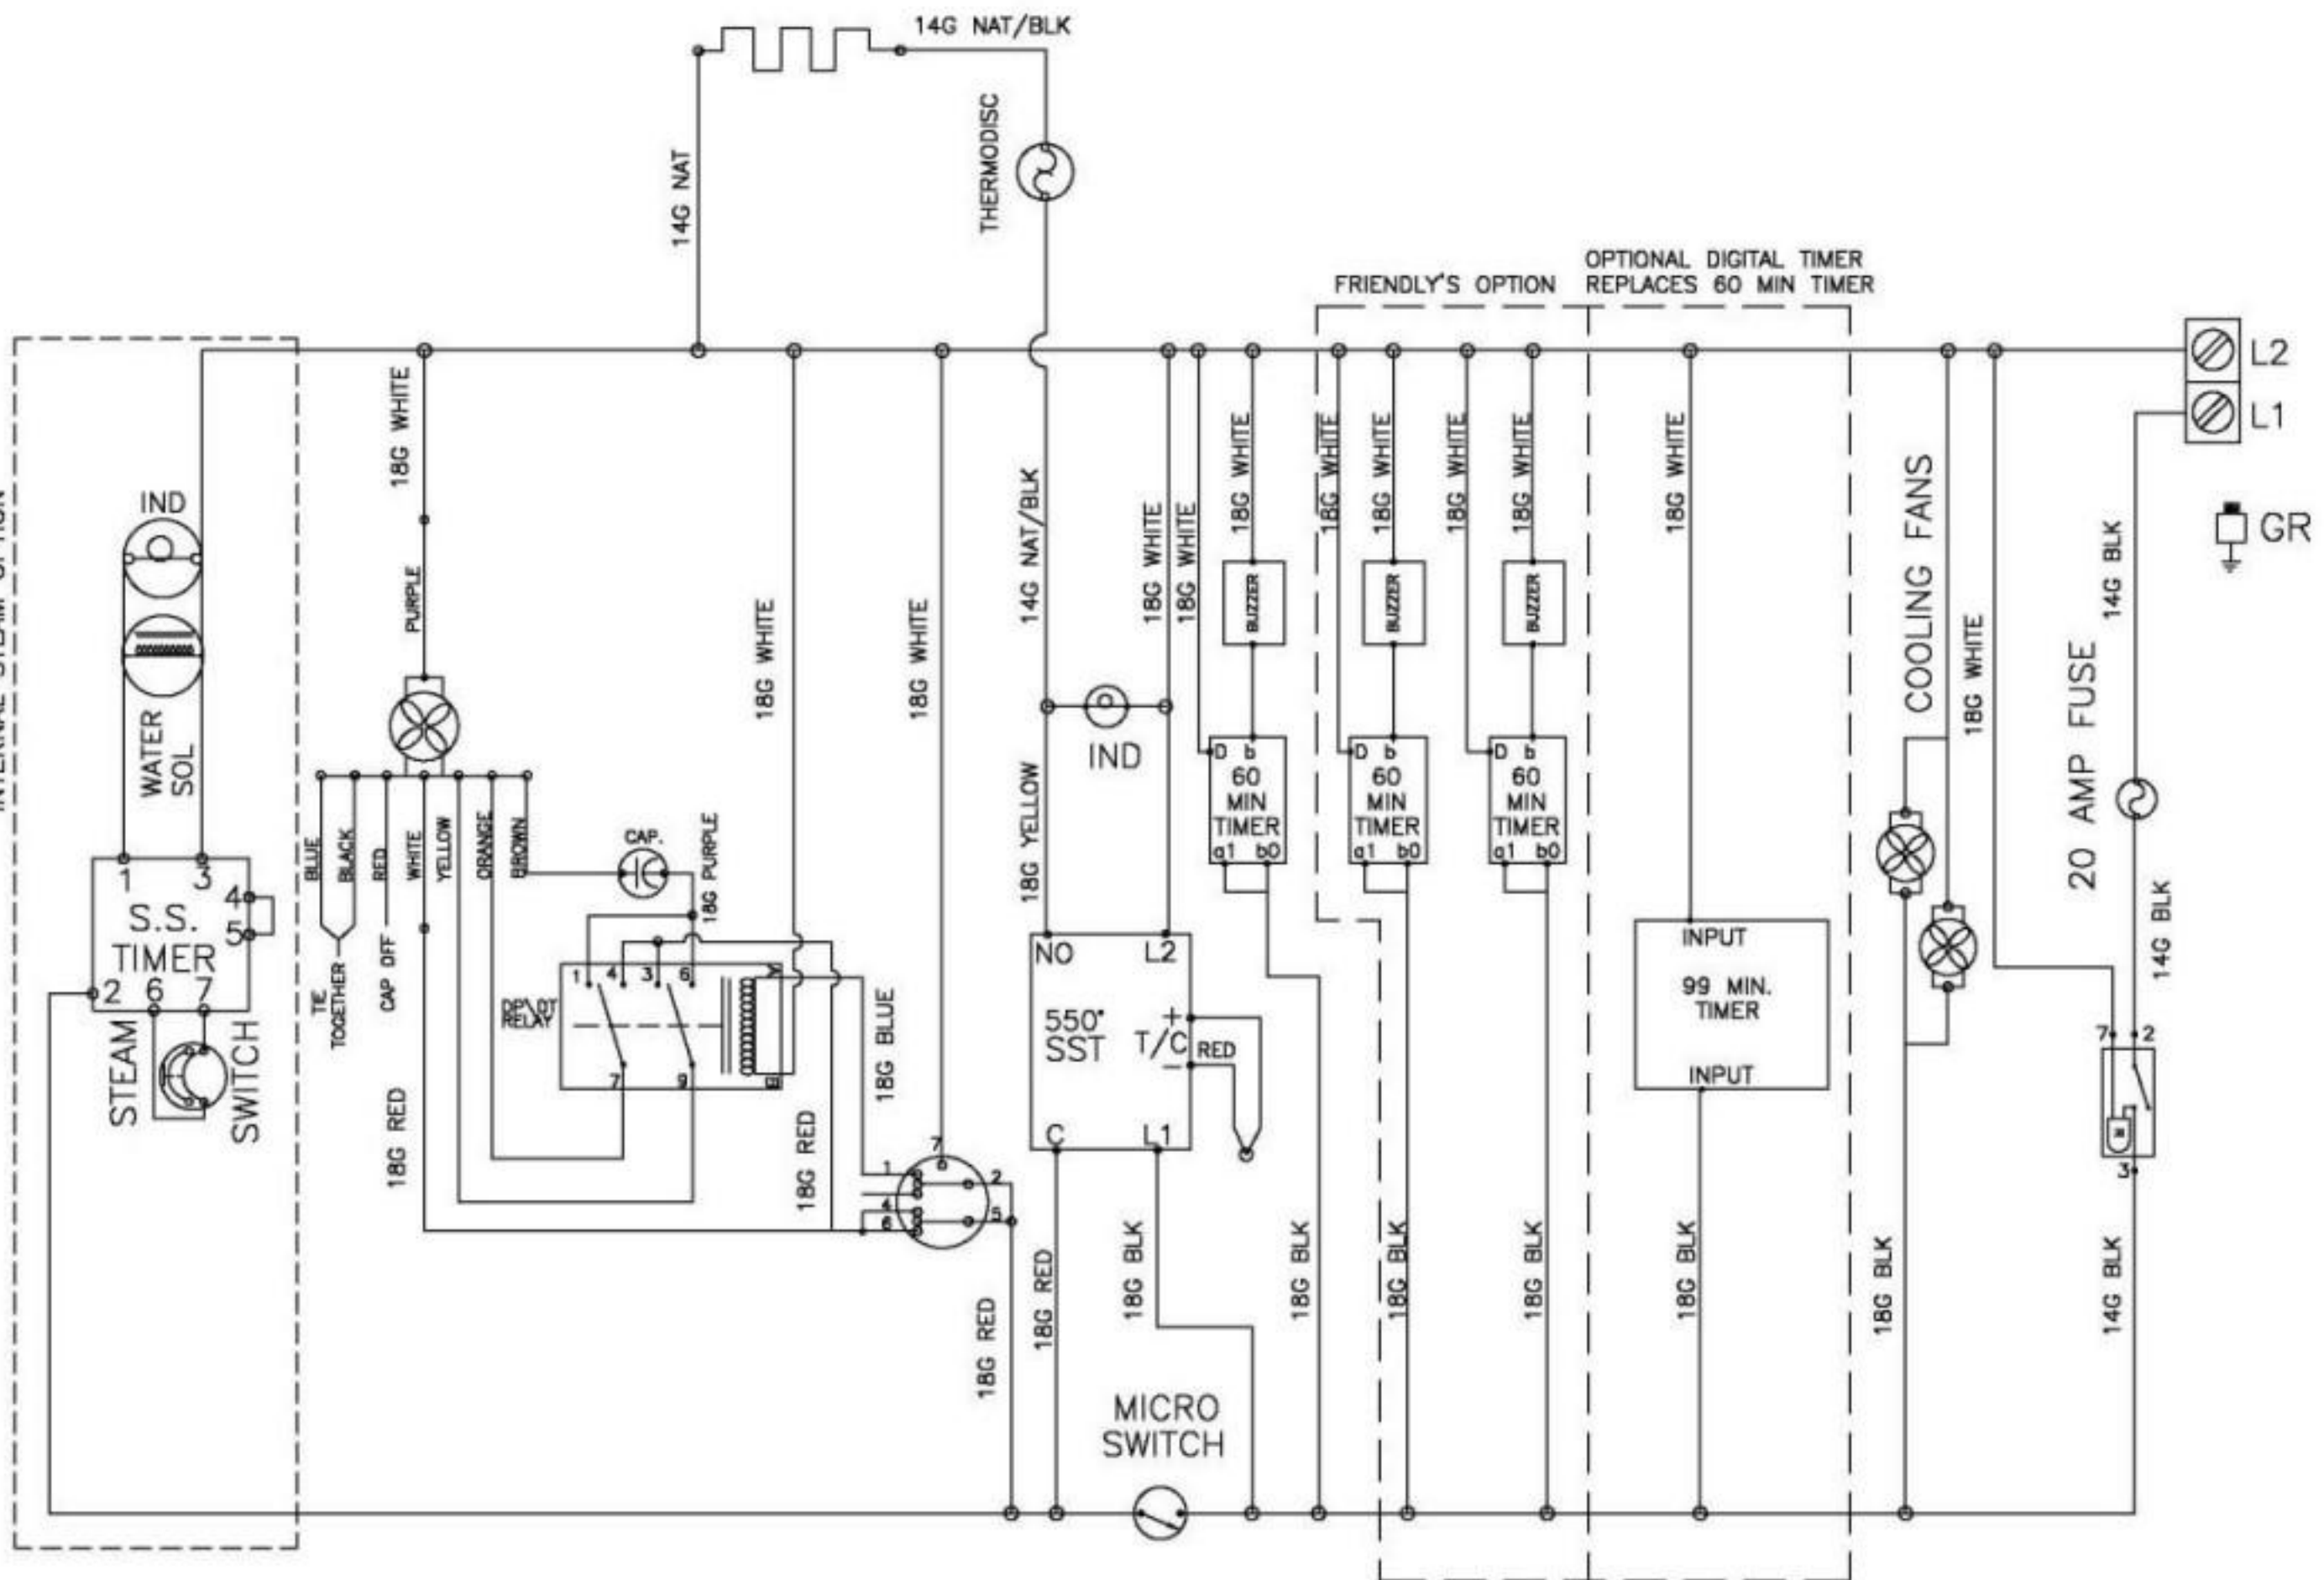 14G NAT/BLK
14G NAT
THERMODISC
FRIENDLY'S OPTION
OPTIONAL DIGITAL TIMER
REPLACES 60 MIN TIMER
L2
L1
GR
IND
WATER
SOL
1
3
4
5
S.S.
TIMER
2
6
7
STEAM
SWITCH
18G WHITE
PURPLE
BLUE
BLACK
RED
WHITE
YELLOW
ORANGE
BROWN
TIE
TOGETHER
CAP OFF
18G RED
CAP.
18G PURPLE
1
4
3
6
RELAY
7
9
18G WHITE
18G BLUE
18G RED
18G WHITE
7
1
2
4
6
5
18G RED
14G NAT/BLK
18G YELLOW
18G WHITE
18G WHITE
IND
NO
L2
550°
SST
+
T/C
RED
–
C
L1
18G RED
18G BLK
MICRO
SWITCH
18G WHITE
BUZZER
D b
60
MIN
TIMER
a1 b0
18G BLK
18G WHITE
18G WHITE
BUZZER
D b
60
MIN
TIMER
a1 b0
18G BLK
18G WHITE
18G WHITE
BUZZER
D b
60
MIN
TIMER
a1 b0
18G BLK
18G WHITE
INPUT
99 MIN.
TIMER
INPUT
18G BLK
COOLING FANS
18G WHITE
18G BLK
20 AMP FUSE
14G BLK
14G BLK
7
2
3
14G BLK